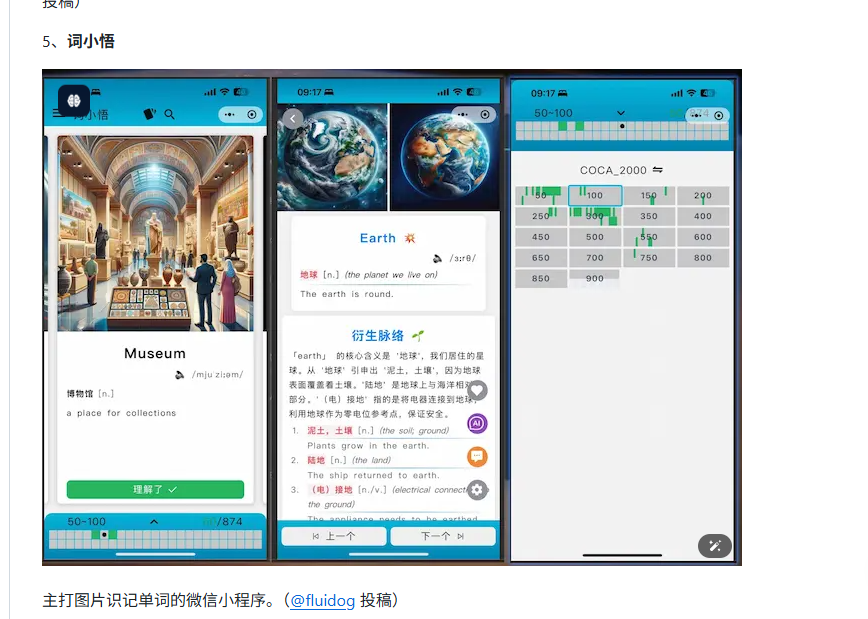 投稿）
5、词小悟
词小悟
50-100
/874
Museum
/mju zi:əm/
博物馆 [n.]
a place for collections
理解了
09:17
Earth
/ɜ:rθ/
地球 [n.] (the planet we live on)
The earth is round.
衍生脉络
「earth」 的核心含义是 '地球'，我们居住的星
球。从 '地球' 引申出 '泥土，土壤'，因为地球
表面覆盖着土壤。'陆地' 是地球上与海洋相对
部分。'（电）接地' 指的是将电器连接到地球，
利用地球作为零电位参考点，保证安全。
1. 泥土，土壤 [n.] (the soil; ground)
Plants grow in the earth.
2. 陆地 [n.] (the land)
The ship returned to earth.
3. （电）接地 [n./v.] (electrical connect
the ground)
The appliance needs to be earthed
AI
上一个
下一个
09:17
50-100
874
COCA_2000
50 100 150 200
250 300 350 400
450 500 550 600
650 700 750 800
850 900
主打图片识记单词的微信小程序。（@fluidog 投稿）